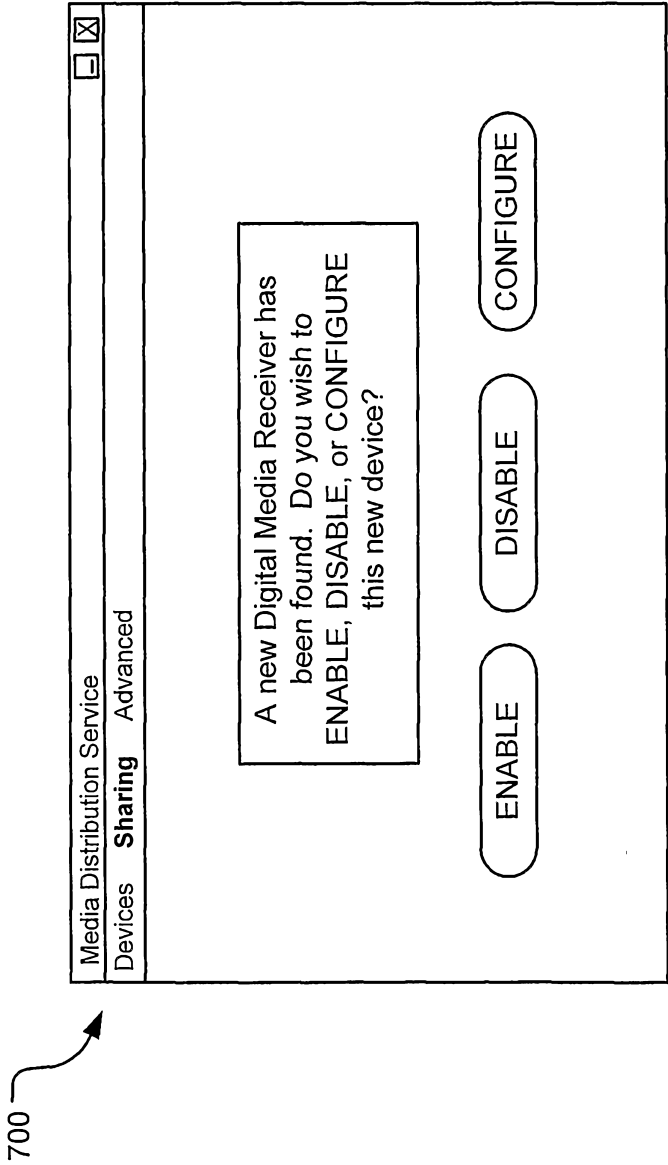 700
Media Distribution Service
Devices Sharing Advanced
A new Digital Media Receiver has
been found. Do you wish to
ENABLE, DISABLE, or CONFIGURE
this new device?
ENABLE DISABLE CONFIGURE